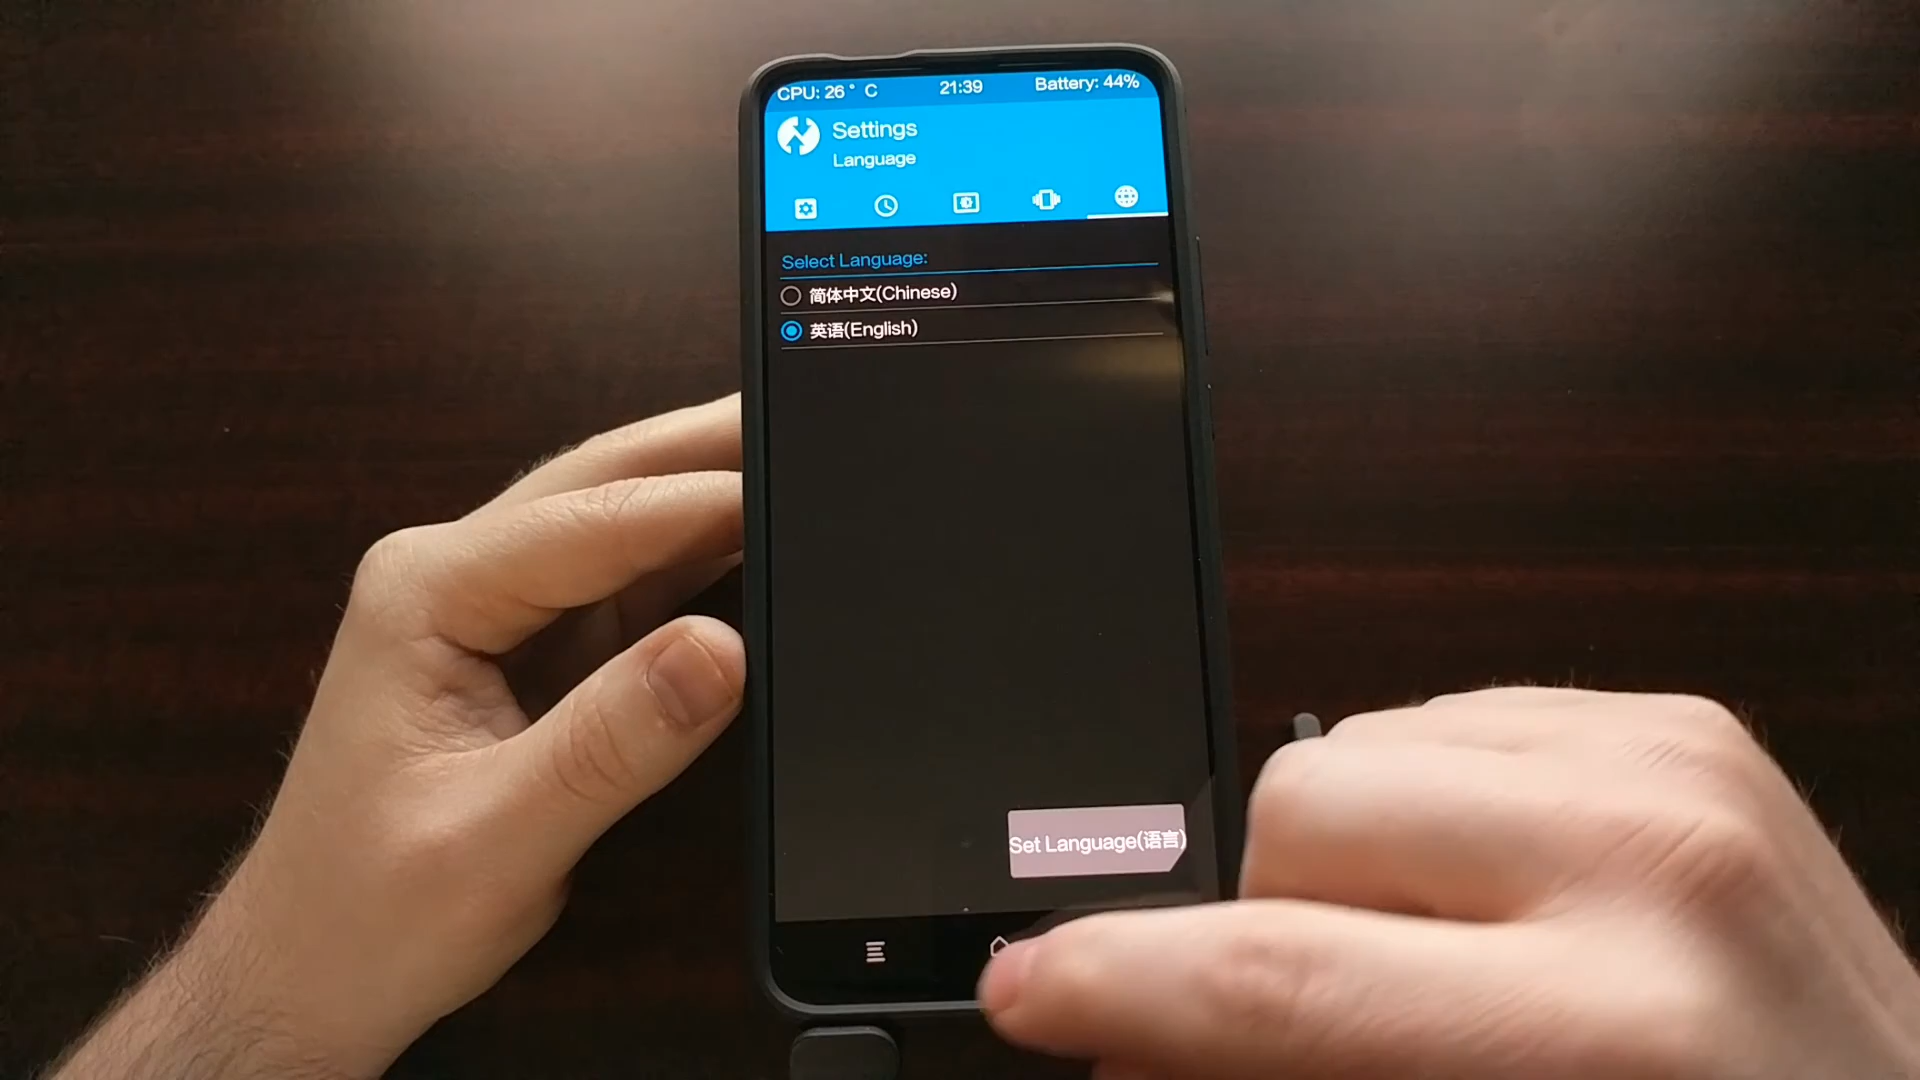 CPU: 26° C 21:39 Battery: 44%
Settings
Language
Select Language:
简体中文(Chinese)
英语(English)
Set Language(语言)